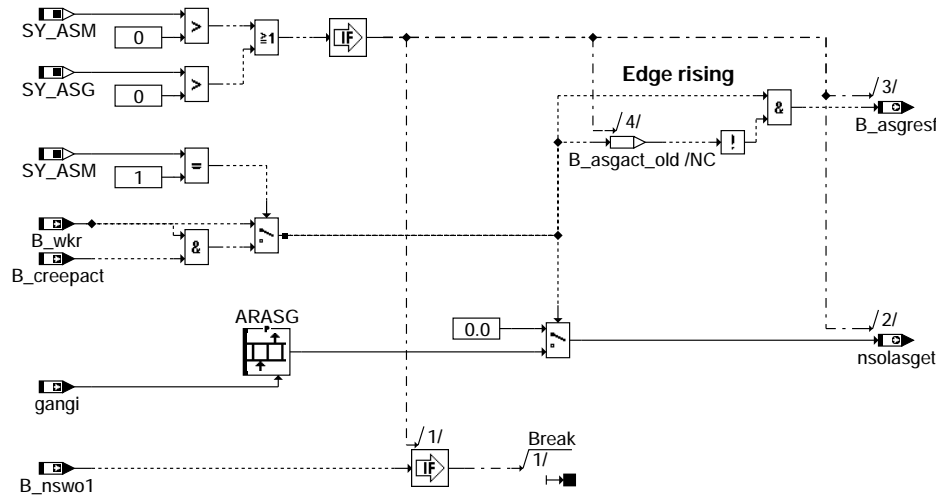 SY_ASM
0
>
≥1
IF
SY_ASG
0
>
Edge rising
/3/
B_asgresf
&
/4/
B_asgact_old /NC
!
SY_ASM
1
=
B_wkr
&
B_creepact
ARASG
P
0.0
/2/
nsolasget
gangi
/1/
IF
Break
1/
B_nswo1